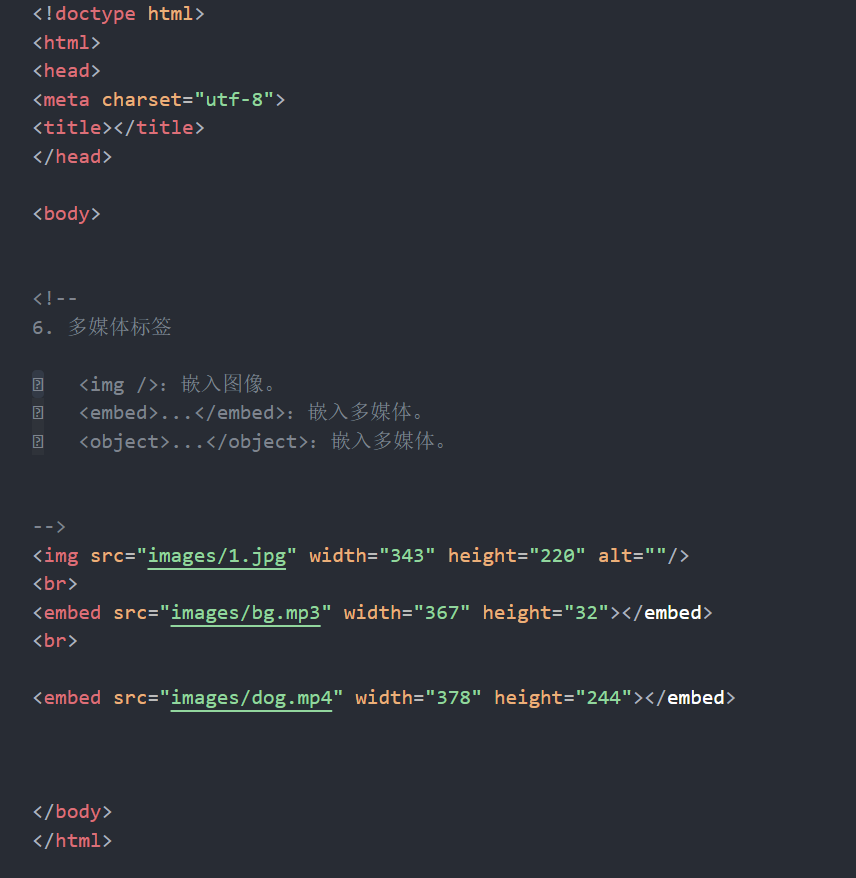 <!doctype html>
<html>
<head>
<meta charset="utf-8">
<title></title>
</head>
<body>
<!--
6. 多媒体标签
<img />：嵌入图像。
<embed>...</embed>：嵌入多媒体。
<object>...</object>：嵌入多媒体。
-->
<img src="images/1.jpg" width="343" height="220" alt=""/>
<br>
<embed src="images/bg.mp3" width="367" height="32"></embed>
<br>
<embed src="images/dog.mp4" width="378" height="244"></embed>
</body>
</html>